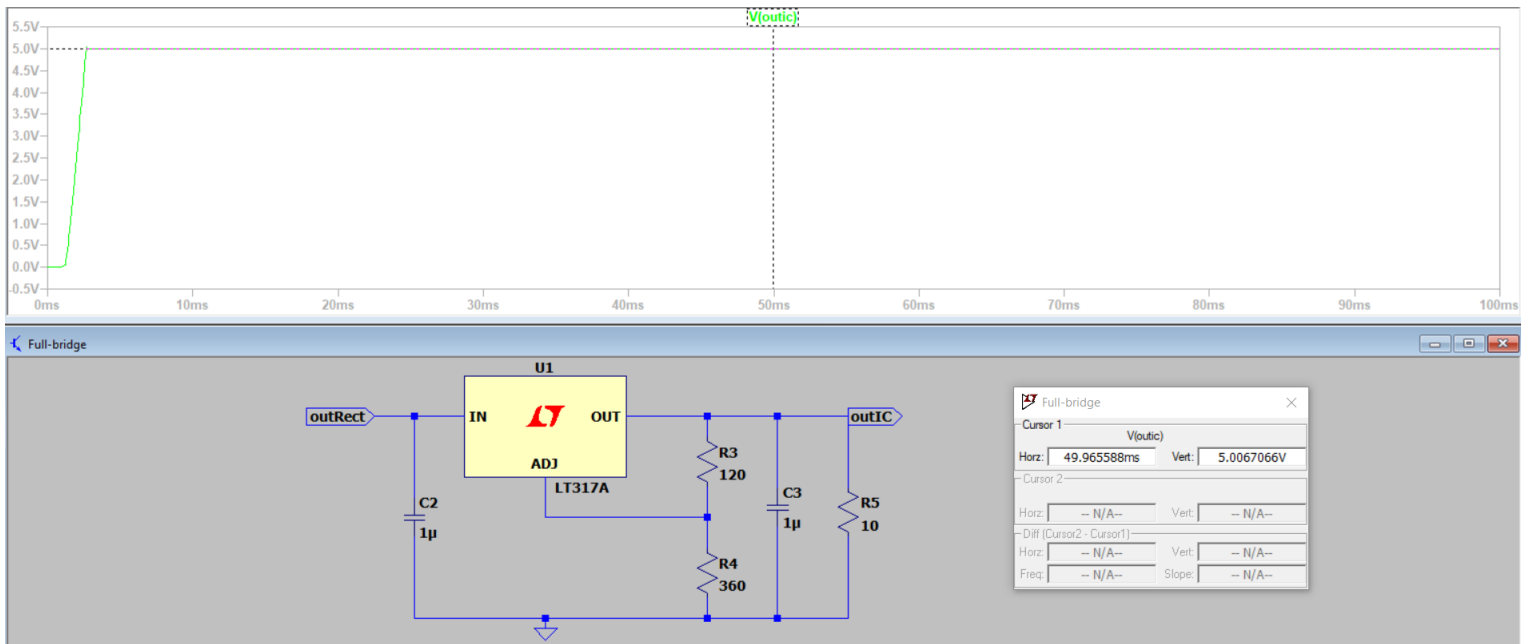 V(outic)
5.5V
5.0V
4.5V
4.0V
3.5V
3.0V
2.5V
2.0V
1.5V
1.0V
0.5V
0.0V
-0.5V
0ms 10ms 20ms 30ms 40ms 50ms 60ms 70ms 80ms 90ms 100ms
Full-bridge
U1
outRect
IN
OUT
outIC
ADJ
LT317A
R3
120
C2
1µ
C3
1µ
R5
10
R4
360
Full-bridge
Cursor 1
V(outic)
Horz: 49.965588ms Vert: 5.0067066V
Cursor 2
Horz: -- N/A-- Vert: -- N/A--
Diff (Cursor2 - Cursor1)
Horz: -- N/A-- Vert: -- N/A--
Freq: -- N/A-- Slope: -- N/A--